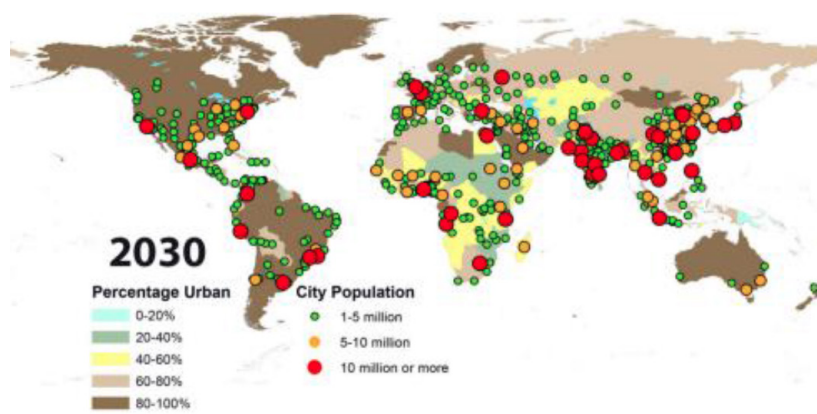 2030
Percentage Urban
0-20%
20-40%
40-60%
60-80%
80-100%
City Population
1-5 million
5-10 million
10 million or more